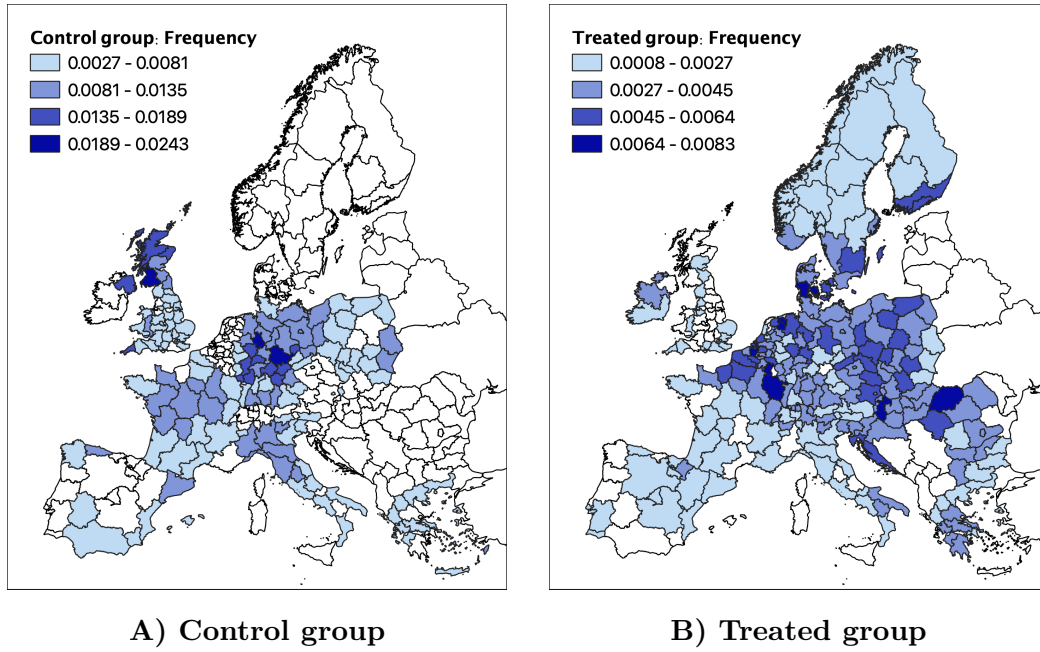 Control group: Frequency
0.0027 - 0.0081
0.0081 - 0.0135
0.0135 - 0.0189
0.0189 - 0.0243
Treated group: Frequency
0.0008 - 0.0027
0.0027 - 0.0045
0.0045 - 0.0064
0.0064 - 0.0083
A) Control group
B) Treated group